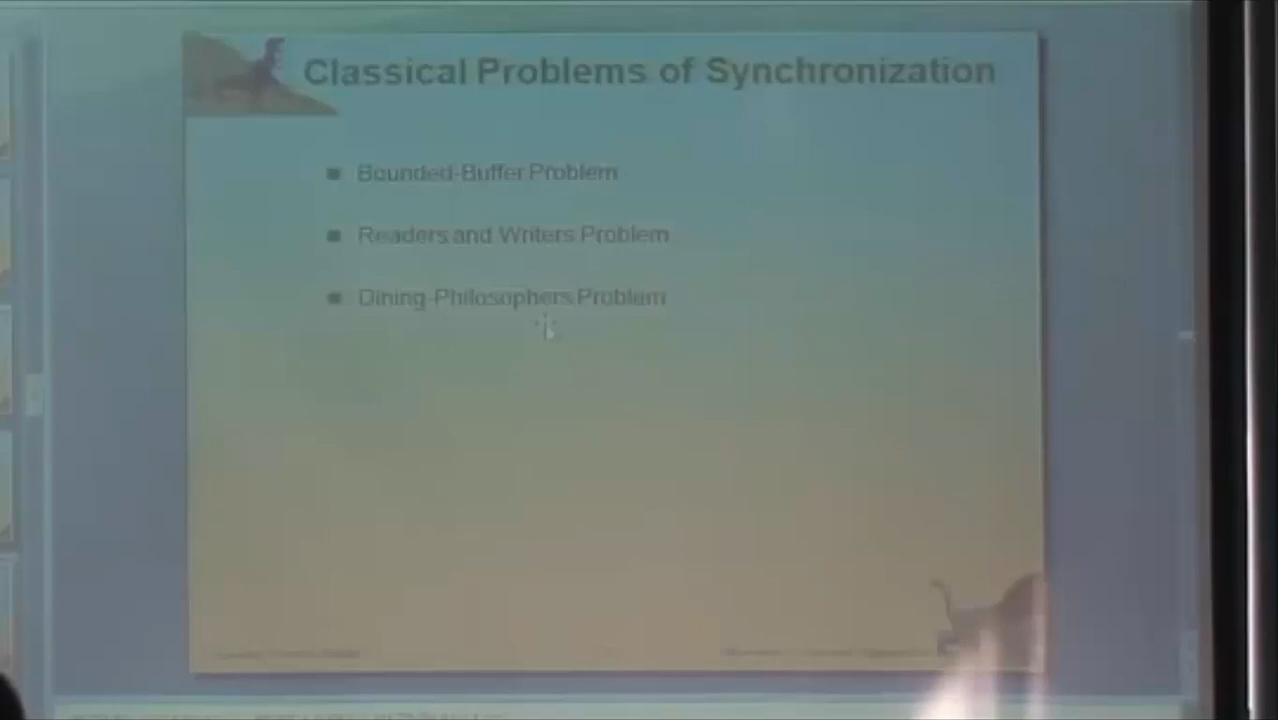 Classical Problems of Synchronization
Bounded-Buffer Problem
Readers and Writers Problem
Dining-Philosophers Problem